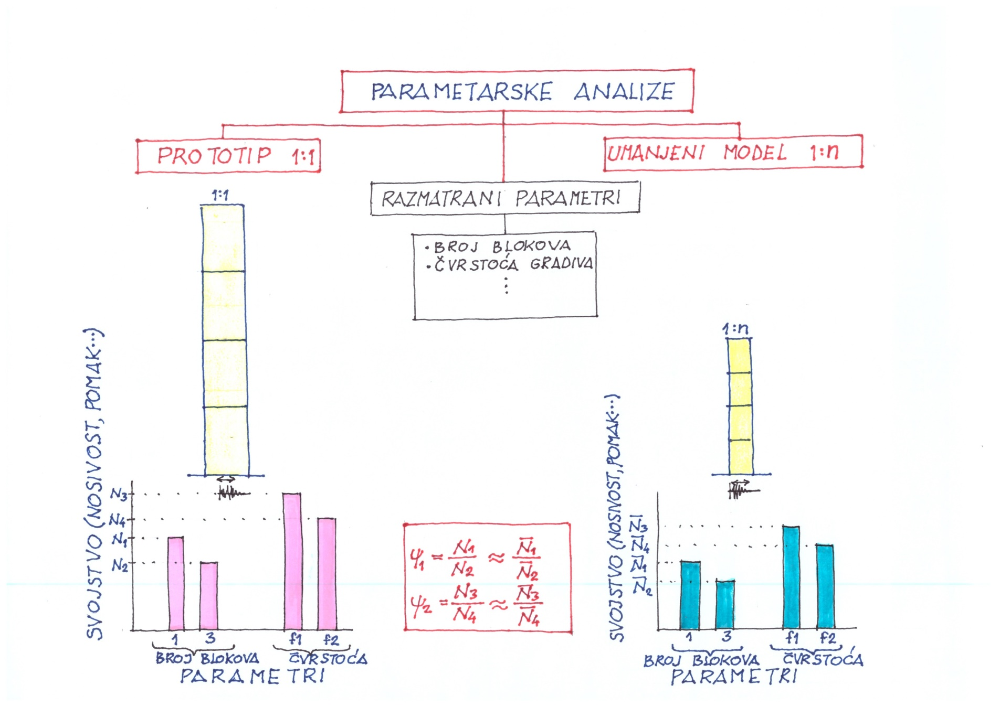 PARAMETARSKE ANALIZE
PROTOTIP 1:1
UMANJENI MODEL 1:n
RAZMATRANI PARAMETRI
• BROJ BLOKOVA
• ČVRSTOĆA GRADIVA
⋮
1:1
SVOJSTVO (NOSIVOST, POMAK...)
N3
N4
N1
N2
1 3 f1 f2
BROJ BLOKOVA ČVRSTOĆA
PARAMETRI
ψ1 = N1/N2 ≈ N̅1/N̅2
ψ2 = N3/N4 ≈ N̅3/N̅4
1:n
SVOJSTVO (NOSIVOST, POMAK...)
N̅3
N̅4
N̅1
N̅2
1 3 f1 f2
BROJ BLOKOVA ČVRSTOĆA
PARAMETRI